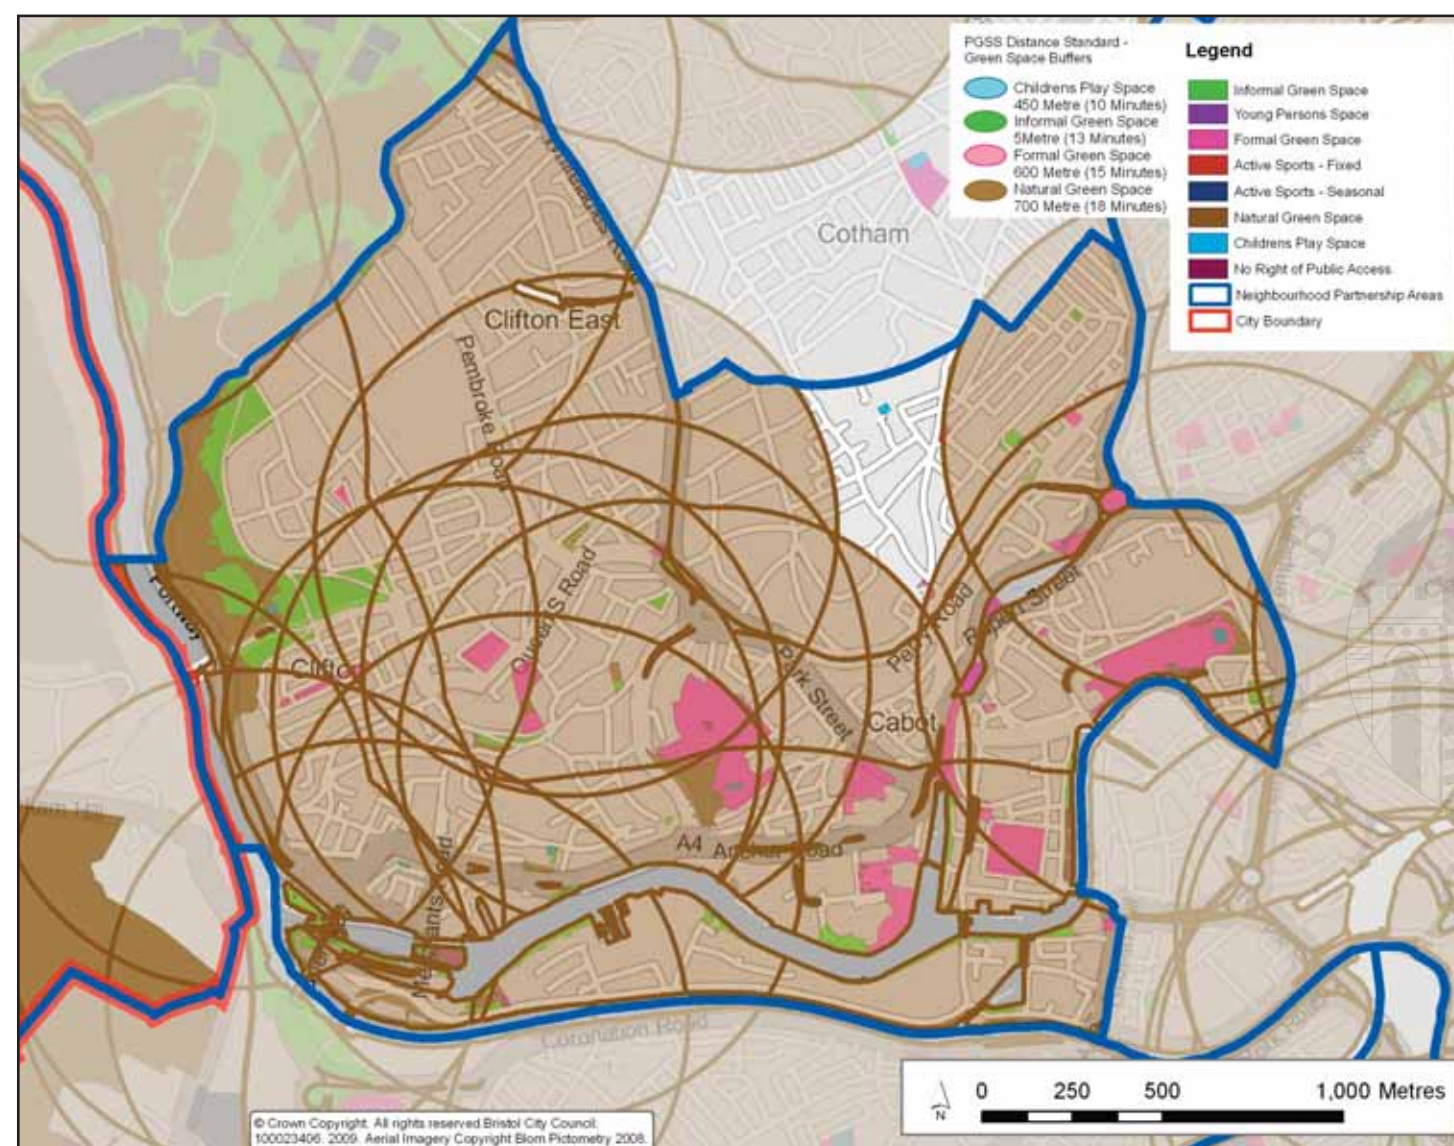 PGSS Distance Standard -
Green Space Buffers
Childrens Play Space
450 Metre (10 Minutes)
Informal Green Space
5Metre (13 Minutes)
Formal Green Space
600 Metre (15 Minutes)
Natural Green Space
700 Metre (18 Minutes)
Legend
Informal Green Space
Young Persons Space
Formal Green Space
Active Sports - Fixed
Active Sports - Seasonal
Natural Green Space
Childrens Play Space
No Right of Public Access
Neighbourhood Partnership Areas
City Boundary
Cotham
Clifton East
Pembroke Road
Queen S Road
Portway
Clifton
Perry Road
Rupert Street
Park Street
Cabot
A4
Anchor Road
Merchants Road
Coronation Road
0 250 500 1,000 Metres
N
© Crown Copyright. All rights reserved Bristol City Council.
100023406. 2009. Aerial Imagery Copyright Blom Pictometry 2008.